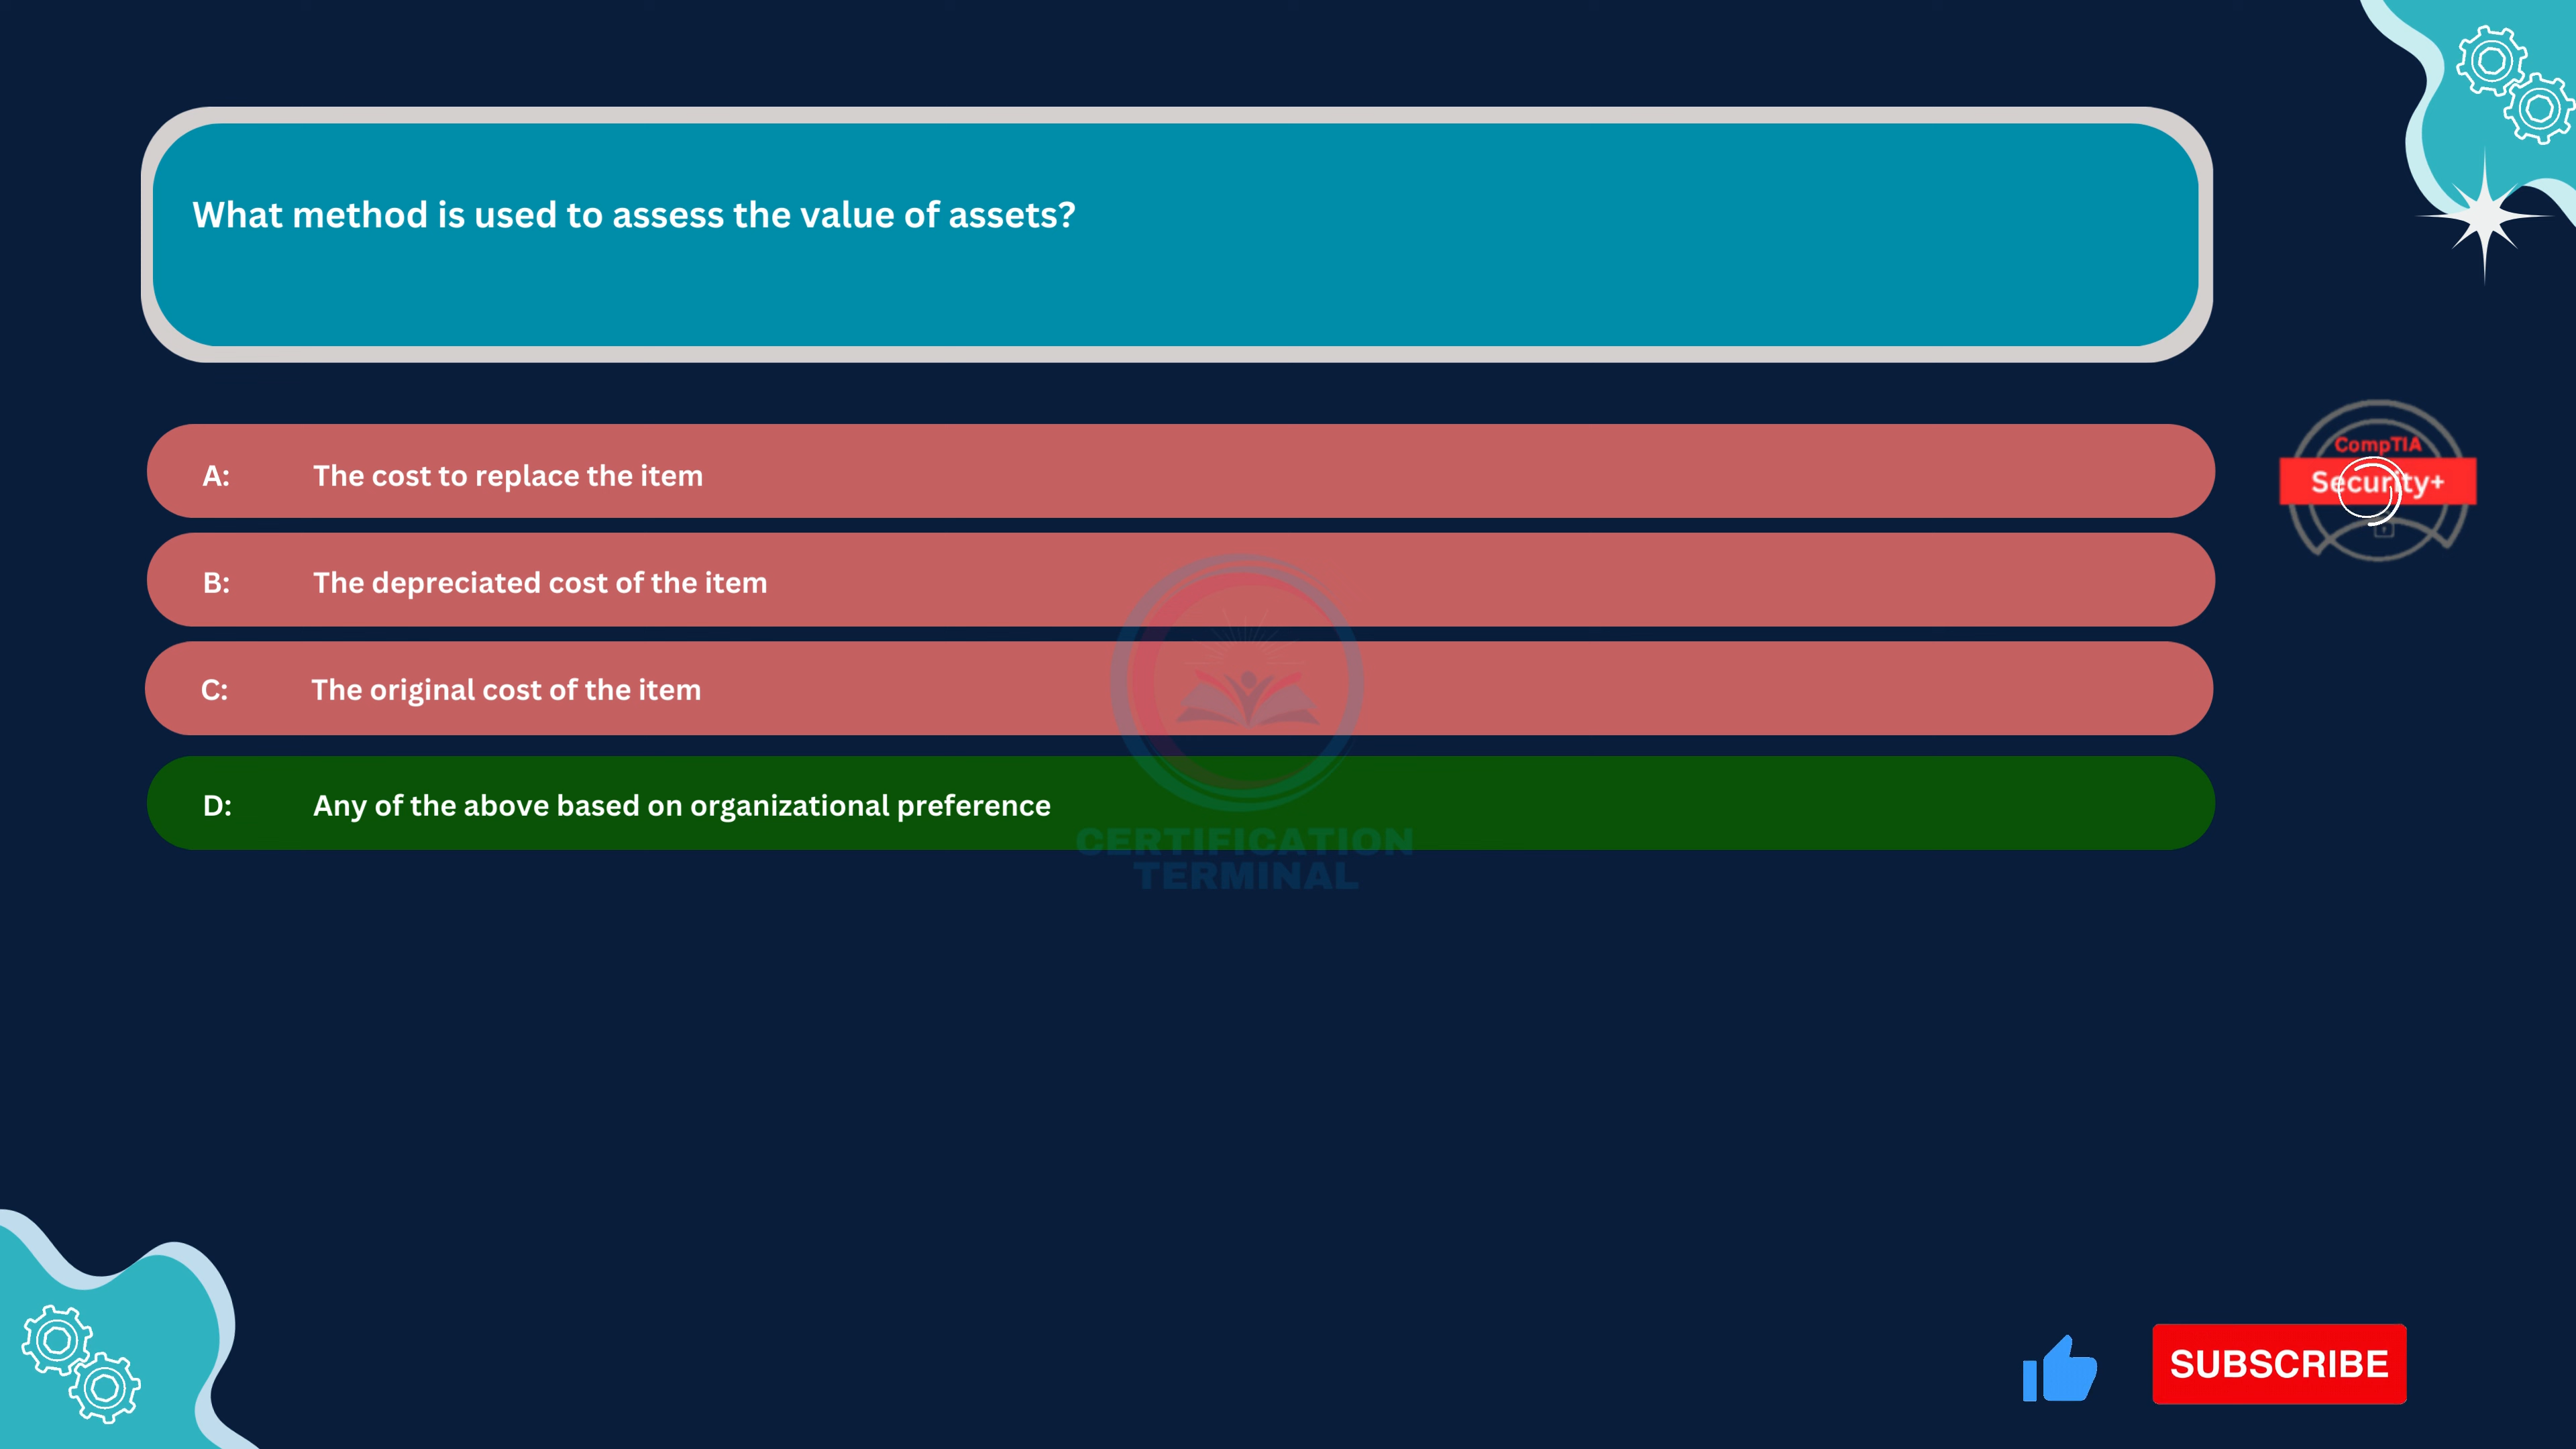 What method is used to assess the value of assets?
A: The cost to replace the item
B: The depreciated cost of the item
C: The original cost of the item
D: Any of the above based on organizational preference
CompTIA
Security+
CERTIFICATION
TERMINAL
SUBSCRIBE